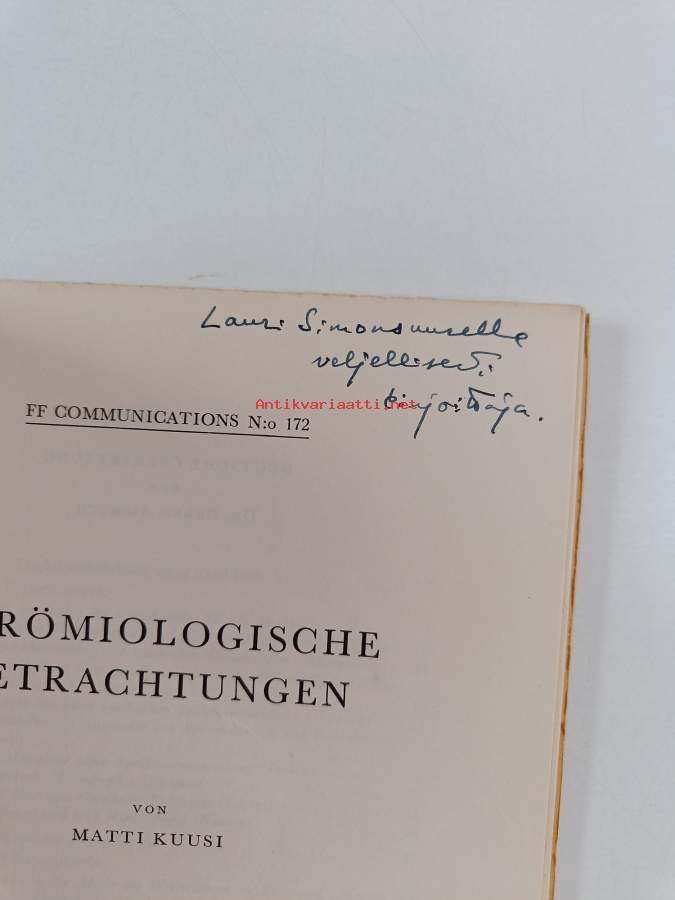 Lauri Simonsuurelle
veljellisesti
kirjoittaja.
Antikvariaatti.net
FF COMMUNICATIONS N:o 172
RÖMIOLOGISCHE
ETRACHTUNGEN
VON
MATTI KUUSI